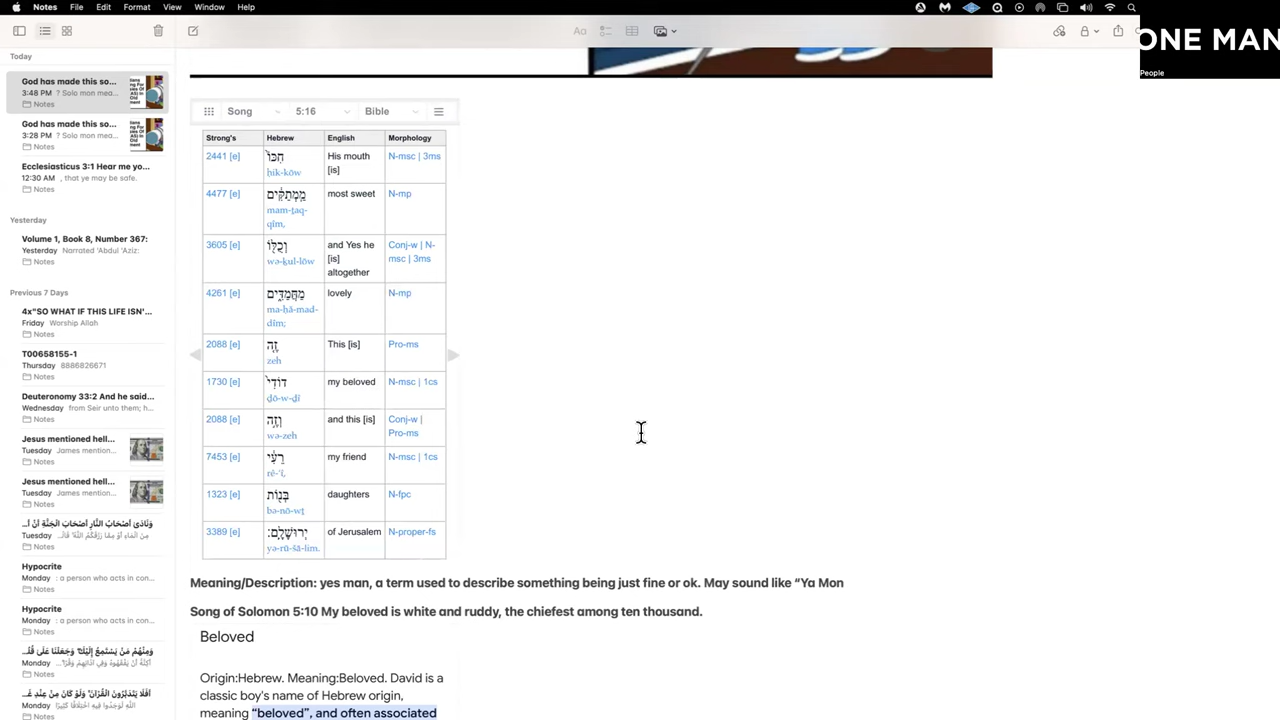 Notes File Edit Format View Window Help
ONE MAN
People
Today
God has made this so...
3:48 PM ? Solo mon mea...
Notes
God has made this so...
3:28 PM ? Solo mon mea...
Notes
Ecclesiasticus 3:1 Hear me yo...
12:30 AM , that ye may be safe.
Notes
Yesterday
Volume 1, Book 8, Number 367:
Yesterday Narrated 'Abdul 'Aziz:
Notes
Previous 7 Days
4x"SO WHAT IF THIS LIFE ISN'...
Friday Worship Allah
Notes
T00658155-1
Thursday 8886826671
Notes
Deuteronomy 33:2 And he said...
Wednesday from Seir unto them; h...
Notes
Jesus mentioned hell...
Tuesday James mention...
Notes
Jesus mentioned hell...
Tuesday James mention...
Notes
Tuesday
Notes
Hypocrite
Monday : a person who acts in con...
Notes
Hypocrite
Monday : a person who acts in con...
Notes
Monday
Notes
Monday
Song 5:16 Bible
Strong's Hebrew English Morphology
2441 [e] חִכּוֹ֙ ḥik-kōw His mouth [is] N-msc | 3ms
4477 [e] מַֽמְתַקִּ֔ים mam-ṯaq-qîm, most sweet N-mp
3605 [e] וְכֻלּ֖וֹ wə-ḵul-lōw and Yes he [is] altogether Conj-w | N-msc | 3ms
4261 [e] מַחֲמַדִּ֑ים ma-ḥă-mad-dîm; lovely N-mp
2088 [e] זֶ֤ה zeh This [is] Pro-ms
1730 [e] דוֹדִי֙ ḏō-w-ḏî my beloved N-msc | 1cs
2088 [e] וְזֶ֣ה wə-zeh and this [is] Conj-w | Pro-ms
7453 [e] רֵעִ֔י rê-'î, my friend N-msc | 1cs
1323 [e] בְּנ֖וֹת bə-nō-wṯ daughters N-fpc
3389 [e] יְרוּשָׁלִָֽם׃ yə-rū-šā-lim. of Jerusalem N-proper-fs
Meaning/Description: yes man, a term used to describe something being just fine or ok. May sound like “Ya Mon
Song of Solomon 5:10 My beloved is white and ruddy, the chiefest among ten thousand.
Beloved
Origin:Hebrew. Meaning:Beloved. David is a
classic boy's name of Hebrew origin,
meaning “beloved”, and often associated